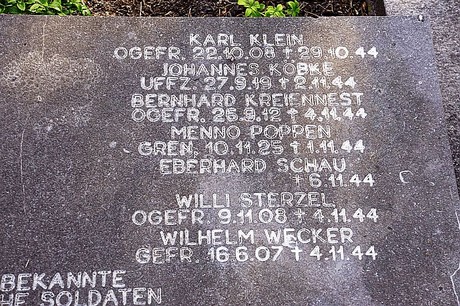 KARL KLEIN
OGEFR. 22.10.08 † 29.10.44
JOHANNES KÖBKE
UFFZ. 27.9.19 † 2.11.44
BERNHARD KREIENNEST
OGEFR. 25.9.12 † 4.11.44
MENNO POPPEN
GREN. 10.11.25 † 1.11.44
EBERHARD SCHAU
† 6.11.44
WILLI STERZEL
OGEFR. 9.11.08 † 4.11.44
WILHELM WECKER
GEFR. 16.6.07 † 4.11.44
BEKANNTE
HE SOLDATEN